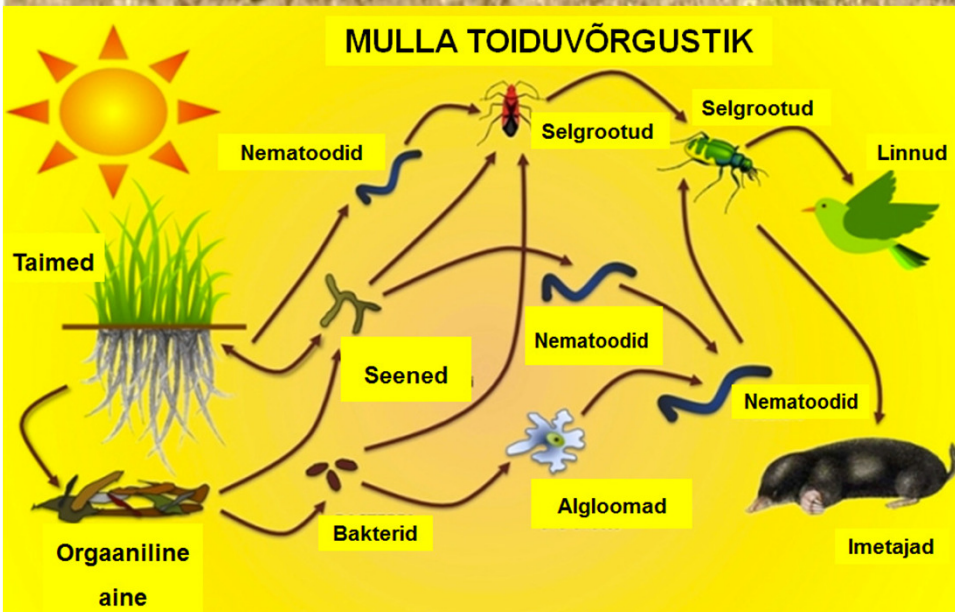 MULLA TOIDUVÕRGUSTIK
Selgrootud
Selgrootud
Nematoodid
Linnud
Taimed
Nematoodid
Seened
Nematoodid
Algloomad
Bakterid
Imetajad
Orgaaniline
aine